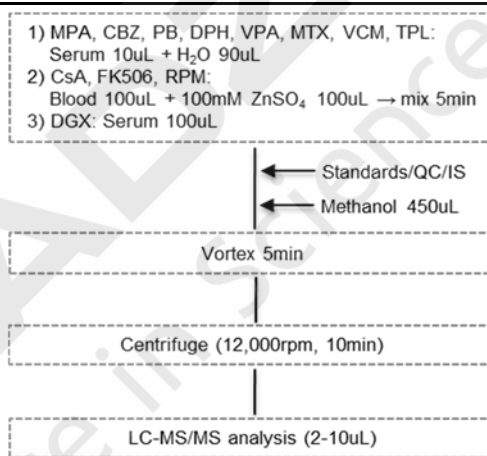 1) MPA, CBZ, PB, DPH, VPA, MTX, VCM, TPL:
Serum 10uL + H₂O 90uL
2) CsA, FK506, RPM:
Blood 100uL + 100mM ZnSO₄ 100uL → mix 5min
3) DGX: Serum 100uL
Standards/QC/IS
Methanol 450uL
Vortex 5min
Centrifuge (12,000rpm, 10min)
LC-MS/MS analysis (2-10uL)